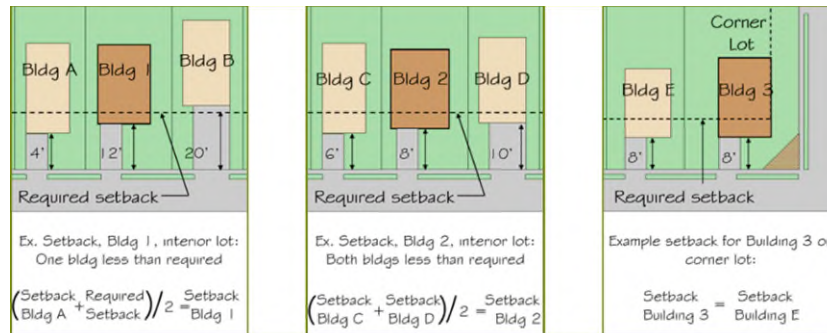 Bldg A
Bldg 1
Bldg B
4'
12'
20'
Required setback
Ex. Setback, Bldg 1, interior lot:
One bldg less than required
(Setback Bldg A + Required Setback)/2 = Setback Bldg 1
Bldg C
Bldg 2
Bldg D
6'
8'
10'
Required setback
Ex. Setback, Bldg 2, interior lot:
Both bldgs less than required
(Setback Bldg C + Setback Bldg D)/2 = Setback Bldg 2
Corner
Lot
Bldg E
Bldg 3
8'
8'
Required setback
Example setback for Building 3 o
corner lot:
Setback Building 3 = Setback Building E